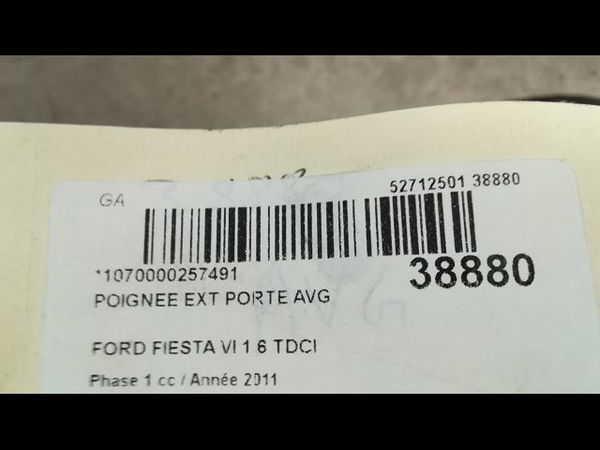 GA
52712501 38880
*1070000257491
38880
POIGNEE EXT PORTE AVG
FORD FIESTA VI 1.6 TDCI
Phase 1 cc / Année 2011